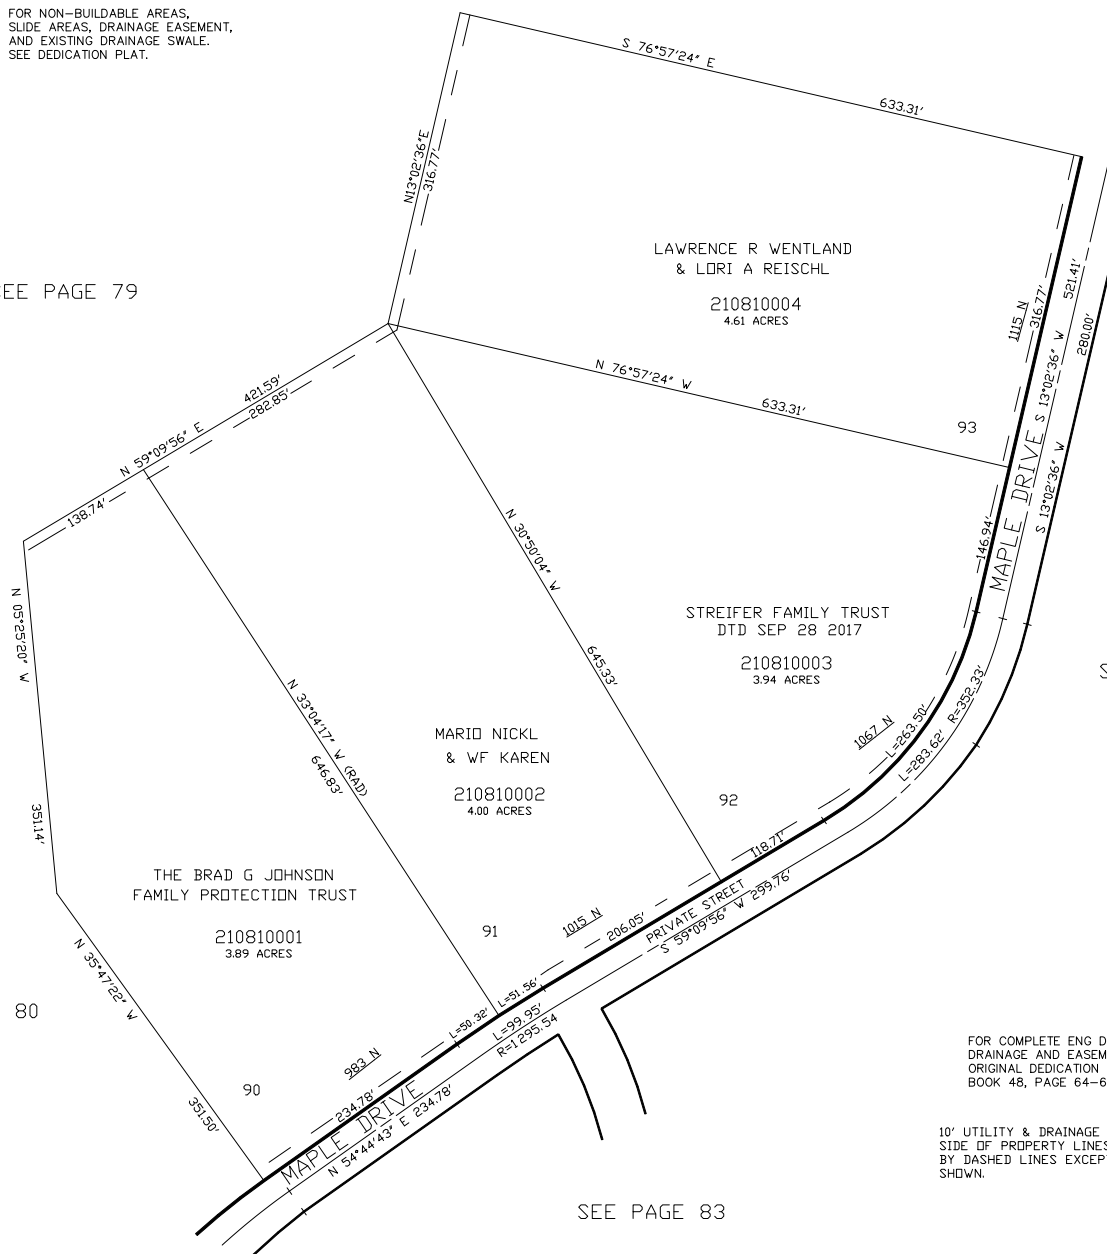 FOR NON-BUILDABLE AREAS,
SLIDE AREAS, DRAINAGE EASEMENT,
AND EXISTING DRAINAGE SWALE.
SEE DEDICATION PLAT.
S 76°57'24" E
633.31'
N13°02'36"E
316.77'
LAWRENCE R WENTLAND
& LORI A REISCHL
210810004
4.61 ACRES
EE PAGE 79
1115 N
316.77'
521.41'
S 13°02'36" W
280.00'
S 13°02'36" W
MAPLE DRIVE
N 76°57'24" W
633.31'
93
421.59'
282.85'
N 59°09'56" E
138.74'
N 05°25'20" W
351.14'
N 30°50'04" W
645.33'
146.94'
STREIFER FAMILY TRUST
DTD SEP 28 2017
210810003
3.94 ACRES
1067 N
L=263.50'
L=283.62' R=352.33'
S
N 33°04'17" W (RAD)
646.83'
MARIO NICKL
& WF KAREN
210810002
4.00 ACRES
92
118.71'
THE BRAD G JOHNSON
FAMILY PROTECTION TRUST
210810001
3.89 ACRES
91
1015 N
206.05'
PRIVATE STREET
S 59°09'56" W 299.76'
N 35°47'22" W
351.50'
80
L=50.32'
L=51.56'
L=99.95'
R=1295.54
983 N
90
234.78'
MAPLE DRIVE
N 54°44'43" E 234.78'
FOR COMPLETE ENG D
DRAINAGE AND EASEM
ORIGINAL DEDICATION
BOOK 48, PAGE 64-6
10' UTILITY & DRAINAGE
SIDE OF PROPERTY LINES
BY DASHED LINES EXCEP
SHOWN.
SEE PAGE 83